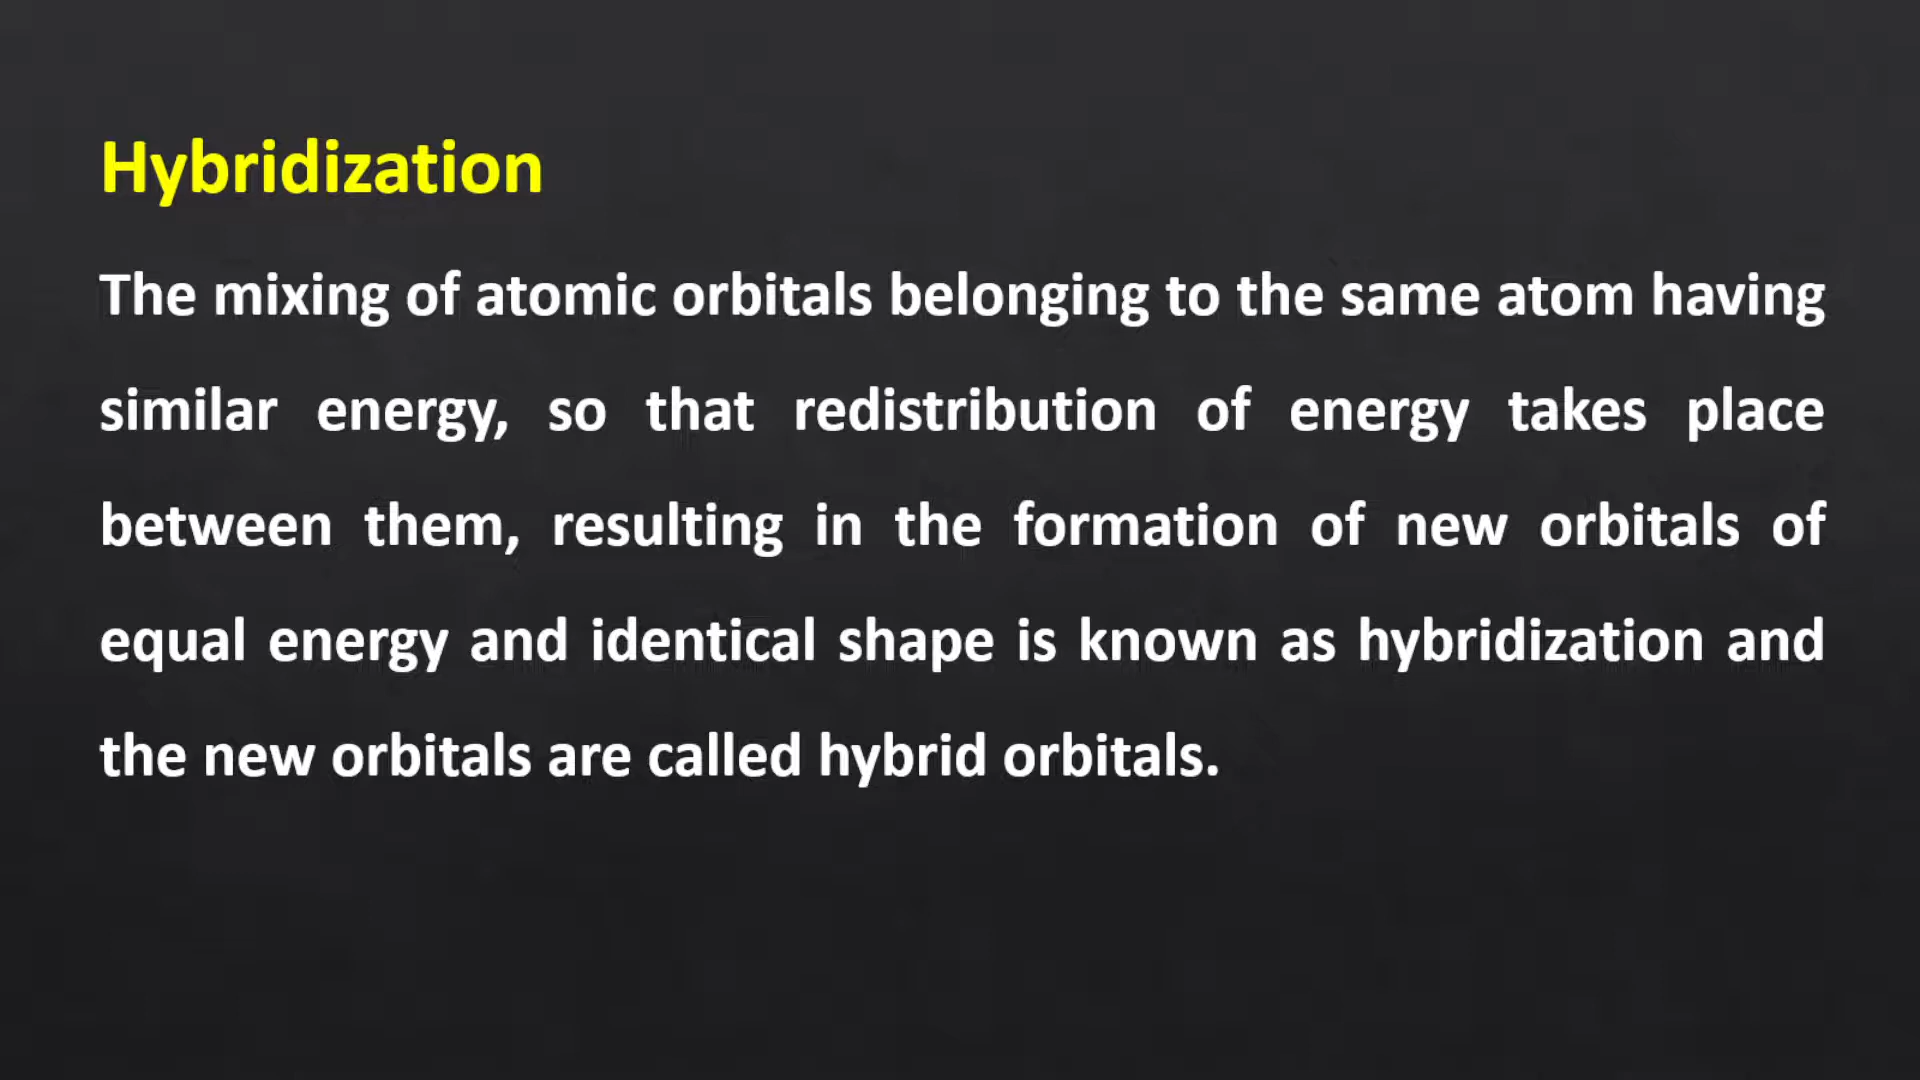 Hybridization
The mixing of atomic orbitals belonging to the same atom having
similar energy, so that redistribution of energy takes place
between them, resulting in the formation of new orbitals of
equal energy and identical shape is known as hybridization and
the new orbitals are called hybrid orbitals.